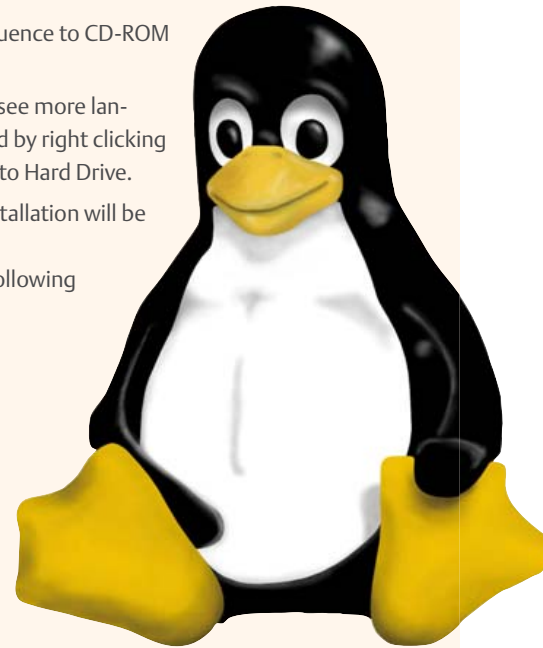 uence to CD-ROM
see more lan-
d by right clicking
to Hard Drive.
tallation will be
ollowing